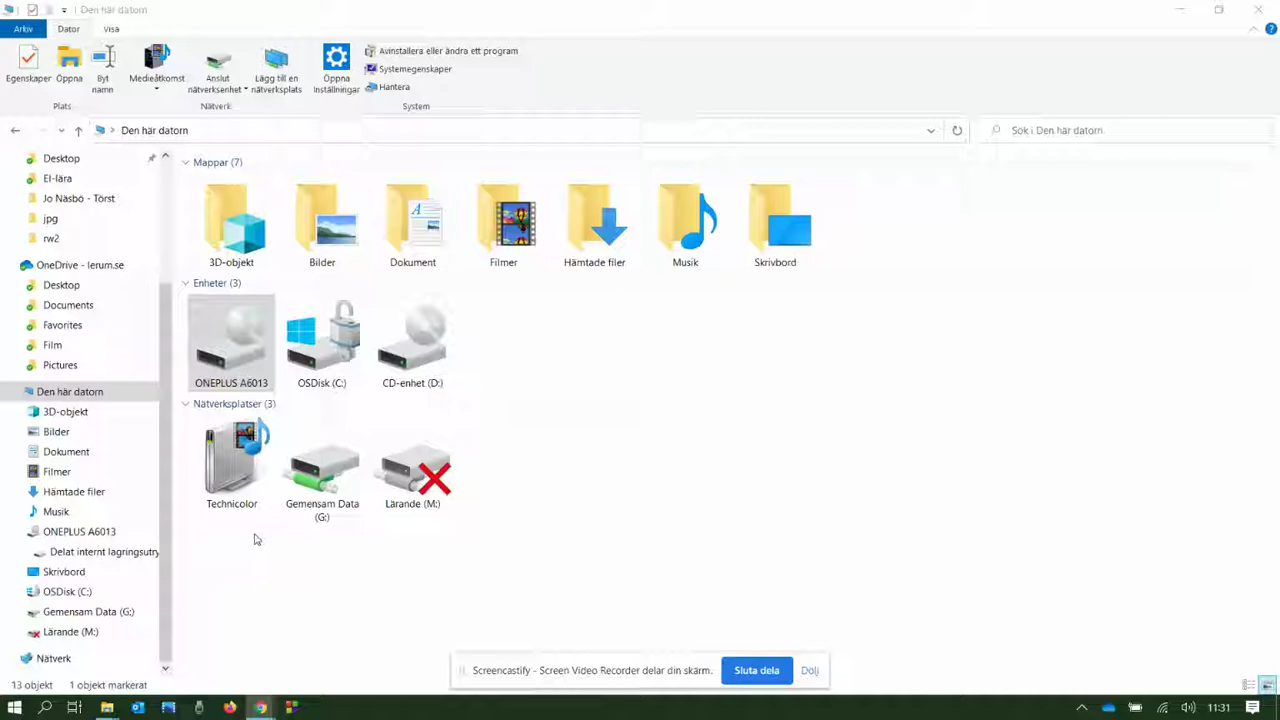 Den här datorn
Arkiv
Dator
Visa
Egenskaper
Öppna
Byt namn
Medieåtkomst
Anslut nätverksenhet
Lägg till en nätverksplats
Öppna Inställningar
Avinstallera eller ändra ett program
Systemegenskaper
Hantera
Plats
Nätverk
System
Den här datorn
Sök i Den här datorn
Desktop
El-lära
Jo Näsbö - Törst
jpg
rw2
OneDrive - lerum.se
Desktop
Documents
Favorites
Film
Pictures
Den här datorn
3D-objekt
Bilder
Dokument
Filmer
Hämtade filer
Musik
ONEPLUS A6013
Delat internt lagringsutry
Skrivbord
OSDisk (C:)
Gemensam Data (G:)
Lärande (M:)
Nätverk
Mappar (7)
3D-objekt
Bilder
Dokument
Filmer
Hämtade filer
Musik
Skrivbord
Enheter (3)
ONEPLUS A6013
OSDisk (C:)
CD-enhet (D:)
Nätverksplatser (3)
Technicolor
Gemensam Data
(G:)
Lärande (M:)
Screencastify - Screen Video Recorder delar din skärm.
Sluta dela
Dölj
13 objekt
1 objekt markerat
11:31